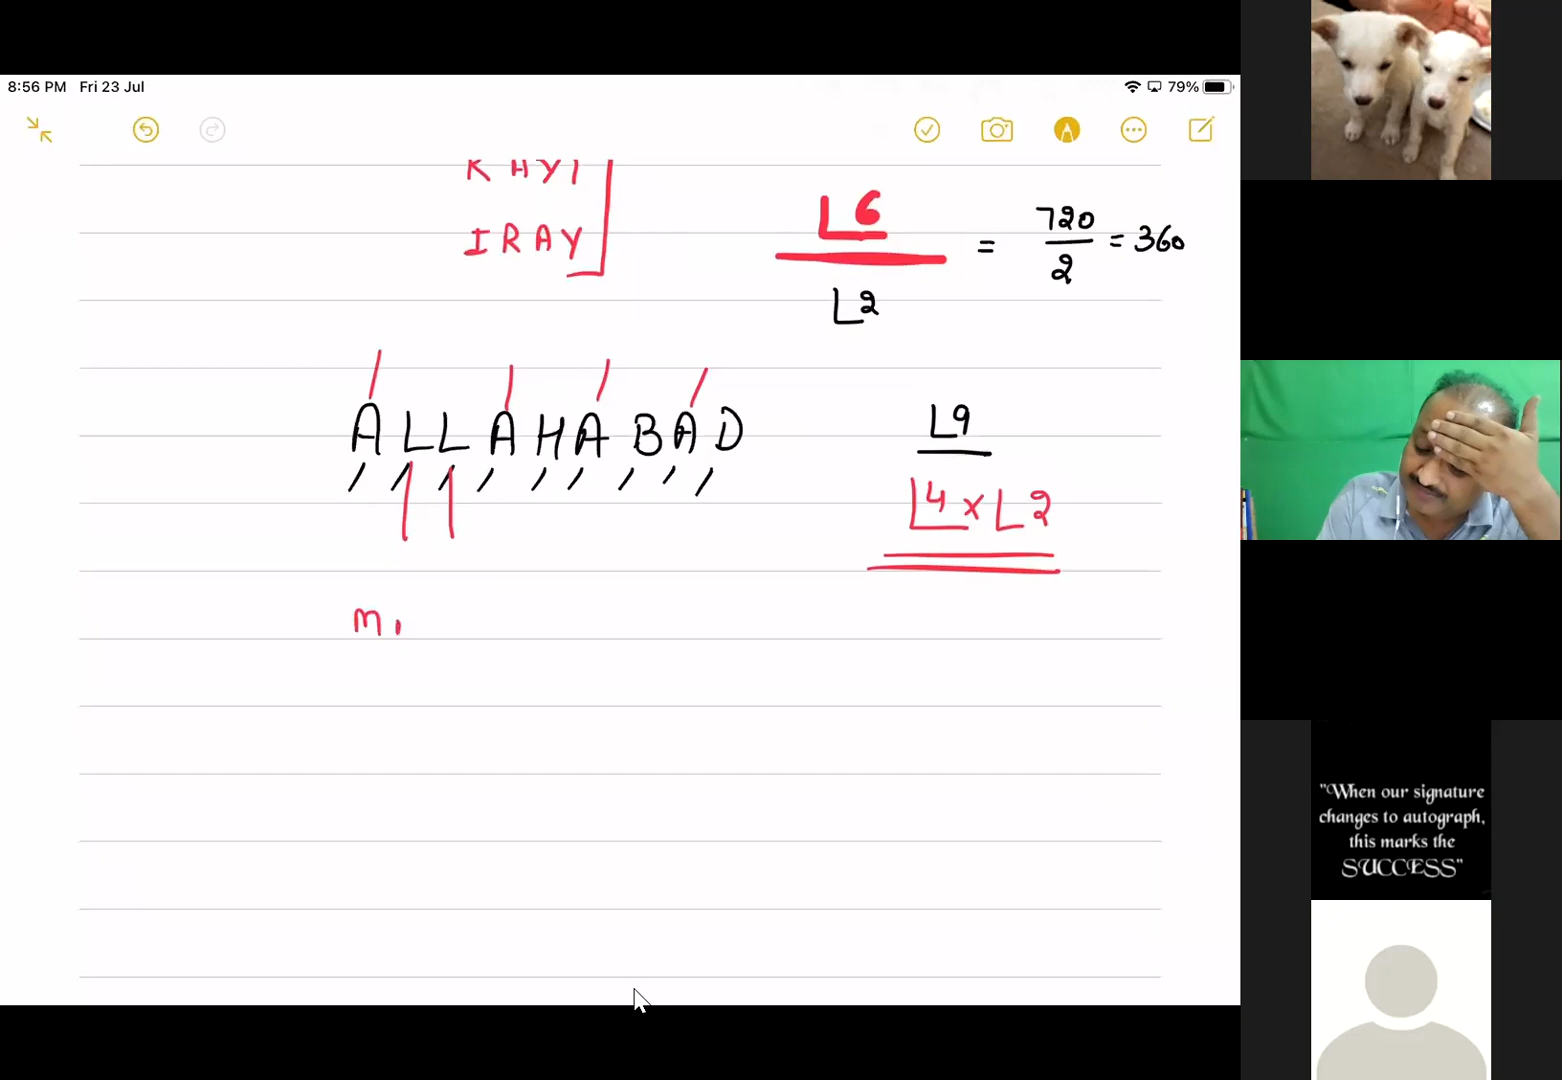 8:56 PM Fri 23 Jul
79%
IRAY
L6
L2
= 720/2 = 360
ALLAHABAD
L9
L4 × L2
m
"When our signature
changes to autograph,
this marks the
SUCCESS"